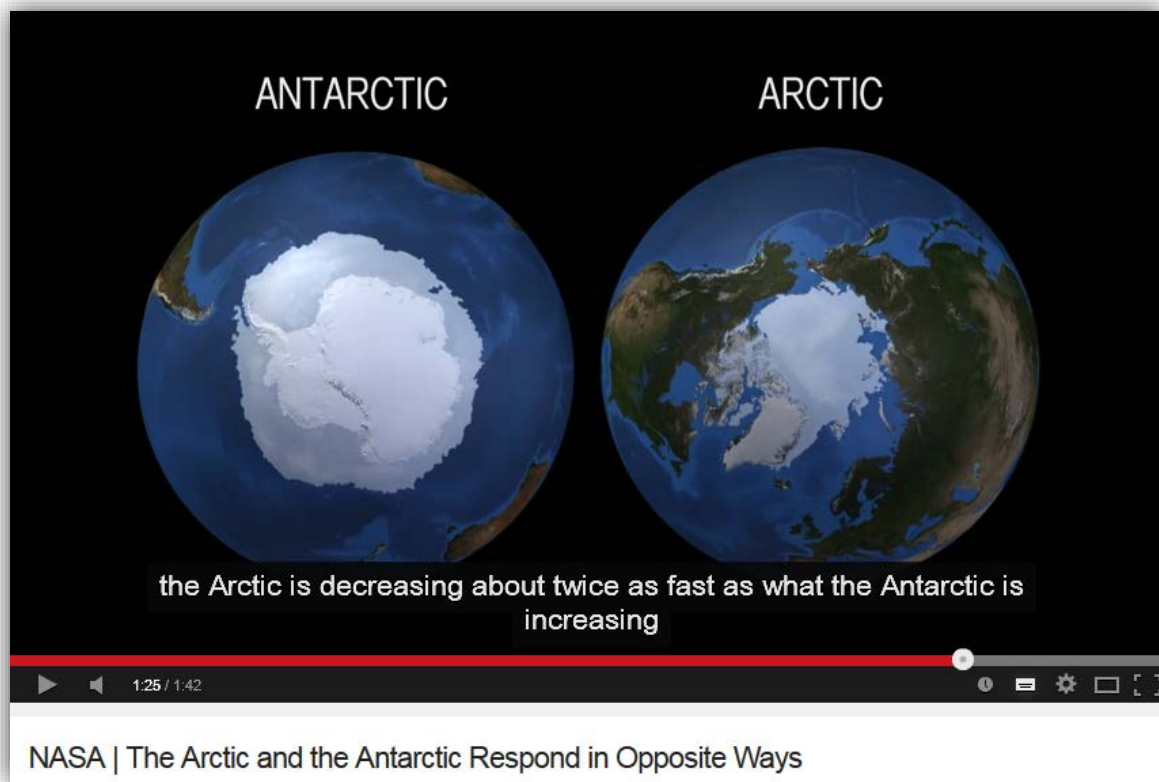 ANTARCTIC
ARCTIC
the Arctic is decreasing about twice as fast as what the Antarctic is
increasing
1:25 / 1:42
NASA | The Arctic and the Antarctic Respond in Opposite Ways